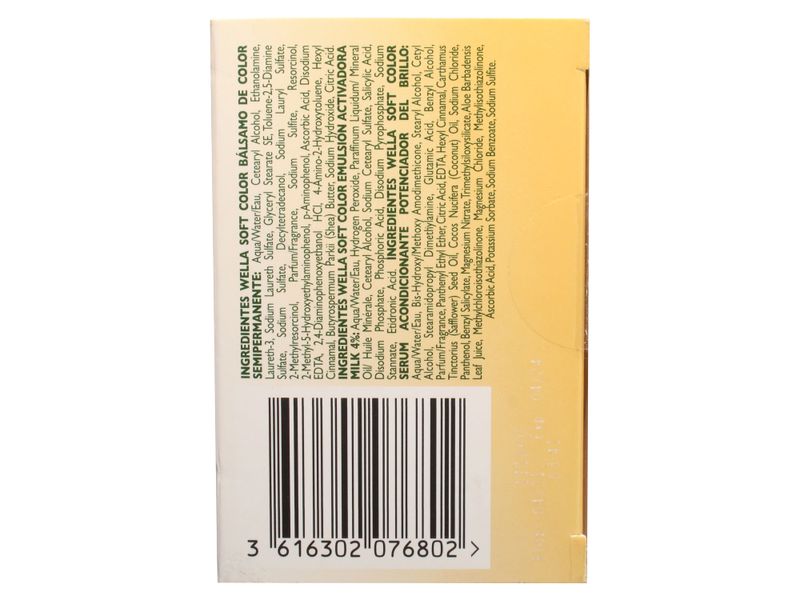 INGREDIENTES WELLA SOFT COLOR BÁLSAMO DE COLOR
SEMIPERMANENTE: Aqua/Water/Eau, Cetearyl Alcohol, Ethanolamine,
Laureth-3, Sodium Laureth Sulfate, Glyceryl Stearate SE, Toluene-2,5-Diamine
Sulfate, Sodium Sulfate, Decyltetradecanol, Sodium Lauryl Sulfate,
2-Methylresorcinol, Parfum/Fragrance, Sodium Sulfite, Resorcinol,
2-Methyl-5-Hydroxyethylaminophenol, p-Aminophenol, Ascorbic Acid, Disodium
EDTA, 2,4-Diaminophenoxyethanol HCl, 4-Amino-2-Hydroxytoluene, Hexyl
Cinnamal, Butyrospermum Parkii (Shea) Butter, Sodium Hydroxide, Citric Acid.
INGREDIENTES WELLA SOFT COLOR EMULSIÓN ACTIVADORA
MILK 4%: Aqua/Water/Eau, Hydrogen Peroxide, Paraffinum Liquidum/ Mineral
Oil/ Huile Minérale, Cetearyl Alcohol, Sodium Cetearyl Sulfate, Salicylic Acid,
Disodium Phosphate, Phosphoric Acid, Disodium Pyrophosphate, Sodium
Stannate, Etidronic Acid. INGREDIENTES WELLA SOFT COLOR
SERUM ACONDICIONANTE POTENCIADOR DEL BRILLO:
Aqua/Water/Eau, Bis-Hydroxy/Methoxy Amodimethicone, Stearyl Alcohol, Cetyl
Alcohol, Stearamidopropyl Dimethylamine, Glutamic Acid, Benzyl Alcohol,
Parfum/Fragrance, Panthenyl Ethyl Ether, Citric Acid, EDTA, Hexyl Cinnamal, Carthamus
Tinctorius (Safflower) Seed Oil, Cocos Nucifera (Coconut) Oil, Sodium Chloride,
Panthenol, Benzyl Salicylate, Magnesium Nitrate, Trimethylsiloxysilicate, Aloe Barbadensis
Leaf Juice, Methylchloroisothiazolinone, Magnesium Chloride, Methylisothiazolinone,
Ascorbic Acid, Potassium Sorbate, Sodium Benzoate, Sodium Sulfite.
3 616302 076802 >